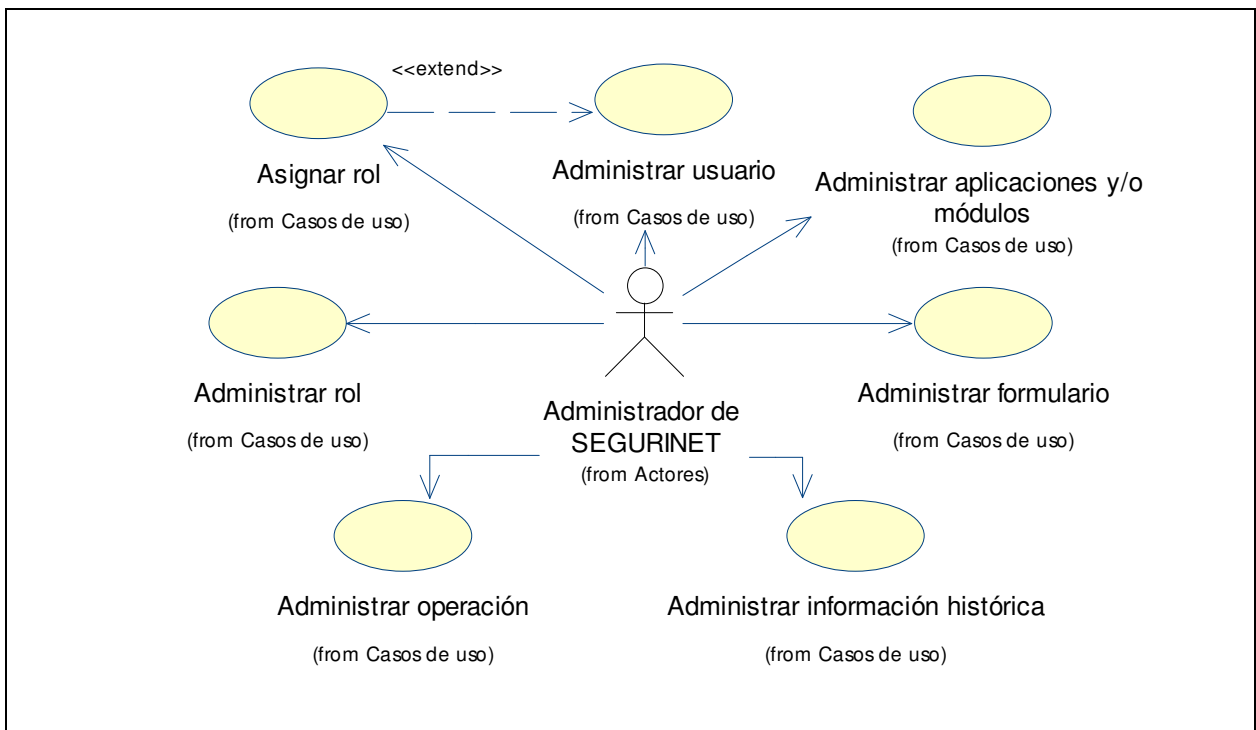 <<extend>>
Asignar rol
(from Casos de uso)
Administrar usuario
(from Casos de uso)
Administrar aplicaciones y/o
módulos
(from Casos de uso)
Administrar rol
(from Casos de uso)
Administrador de
SEGURINET
(from Actores)
Administrar formulario
(from Casos de uso)
Administrar operación
(from Casos de uso)
Administrar información histórica
(from Casos de uso)